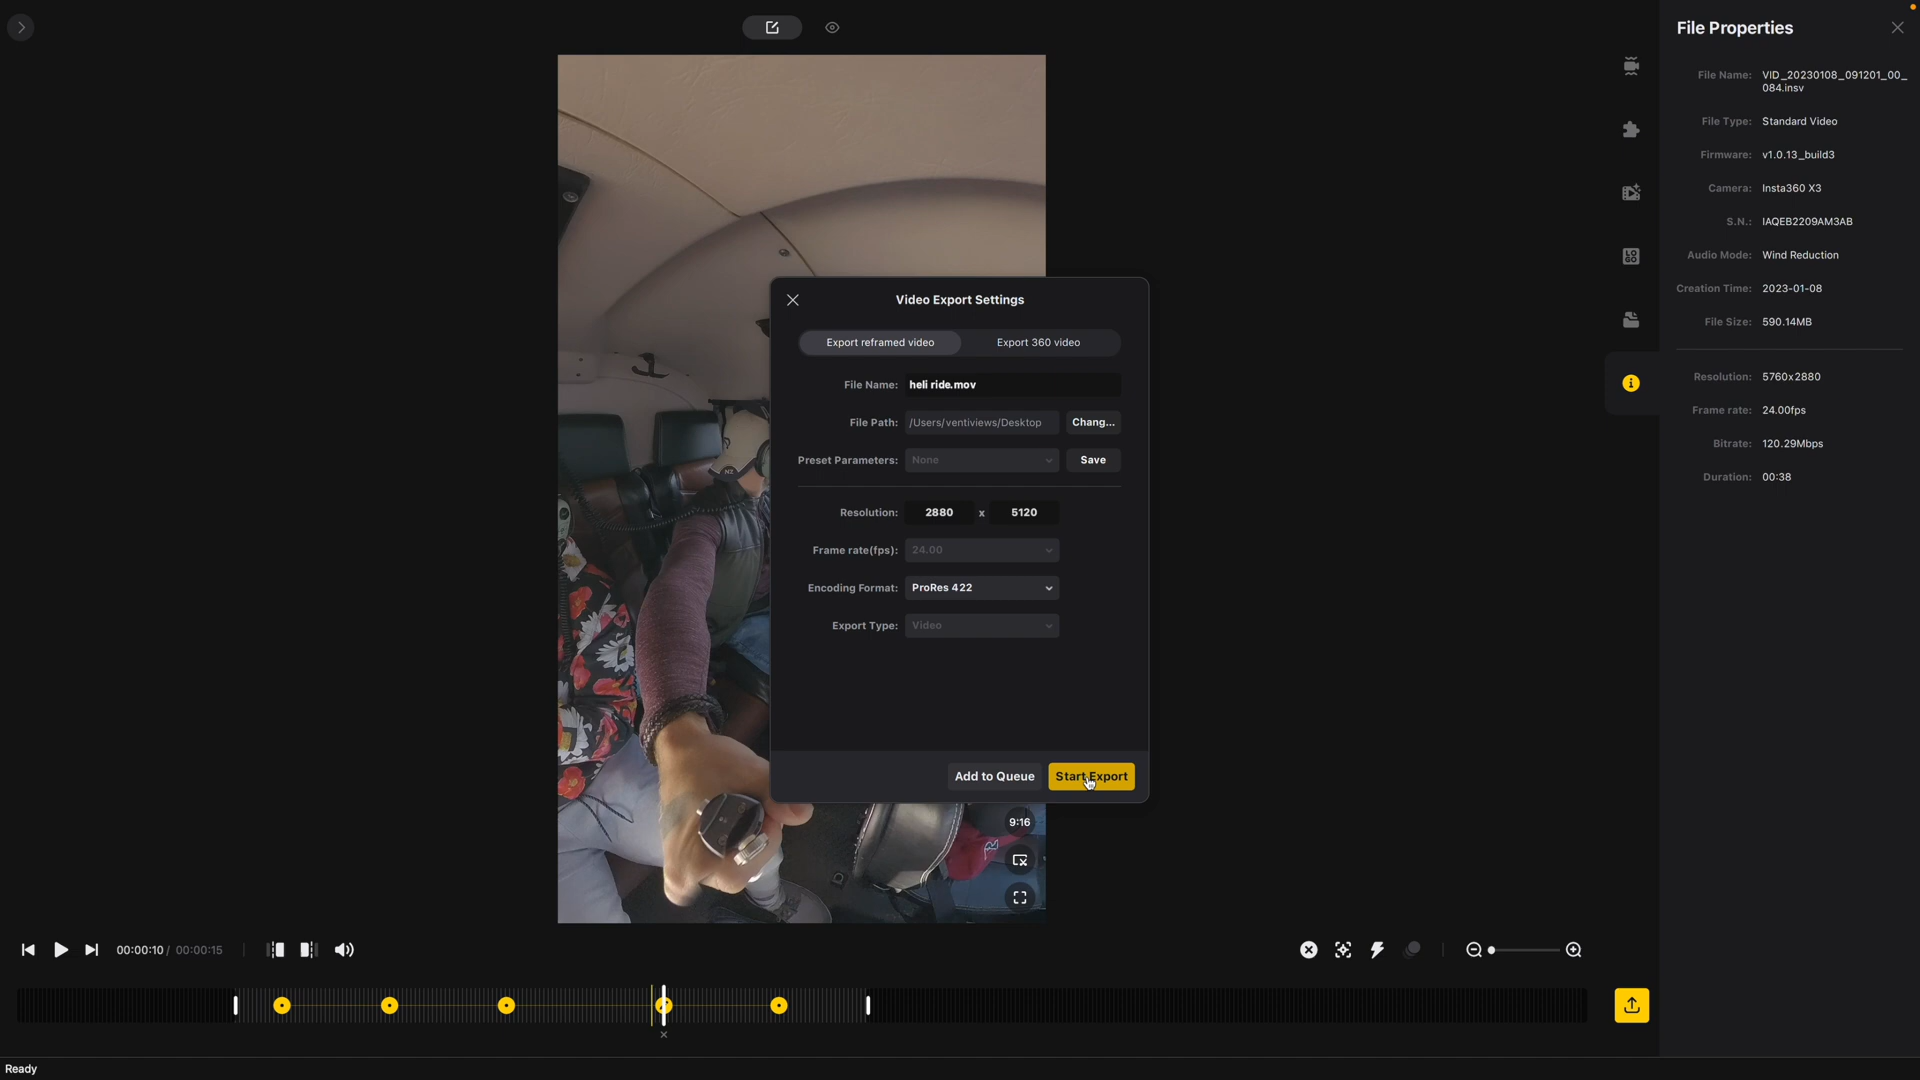 File Properties
File Name: VID_20230108_091201_00_
084.insv
File Type: Standard Video
Firmware: v1.0.13_build3
Camera: Insta360 X3
S.N.: IAQEB2209AM3AB
Audio Mode: Wind Reduction
Creation Time: 2023-01-08
File Size: 590.14MB
Resolution: 5760x2880
Frame rate: 24.00fps
Bitrate: 120.29Mbps
Duration: 00:38
LO
GO
Video Export Settings
Export reframed video Export 360 video
File Name: heli ride.mov
File Path: /Users/ventiviews/Desktop Chang...
Preset Parameters: None Save
Resolution: 2880 x 5120
Frame rate(fps): 24.00
Encoding Format: ProRes 422
Export Type: Video
Add to Queue Start Export
9:16
00:00:10 / 00:00:15
Ready